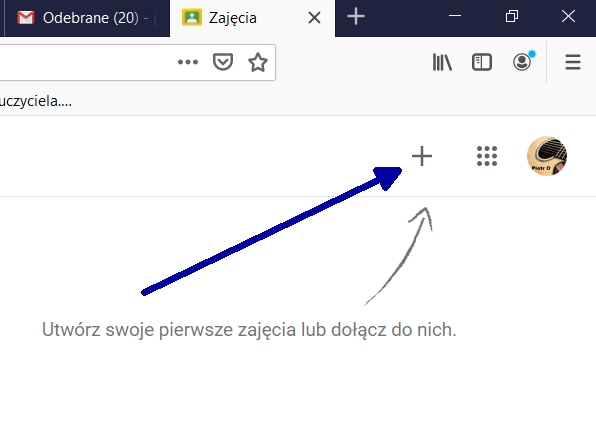 Odebrane (20) -
Zajęcia
uczyciela....
Piotr O
Utwórz swoje pierwsze zajęcia lub dołącz do nich.